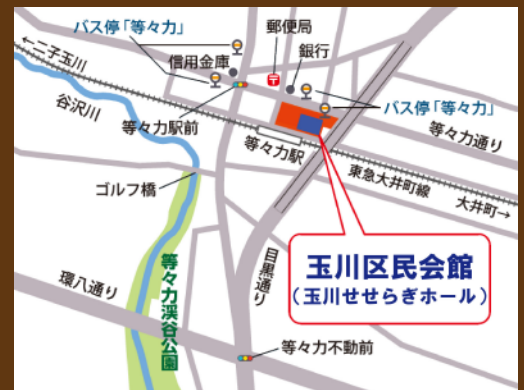 バス停「等々力」
郵便局
←二子玉川
信用金庫
銀行
谷沢川
バス停「等々力」
等々力駅前
等々力通り
等々力駅
東急大井町線
大井町→
ゴルフ橋
玉川区民会館
(玉川せせらぎホール)
等々力渓谷公園
目黒通り
環八通り
等々力不動前